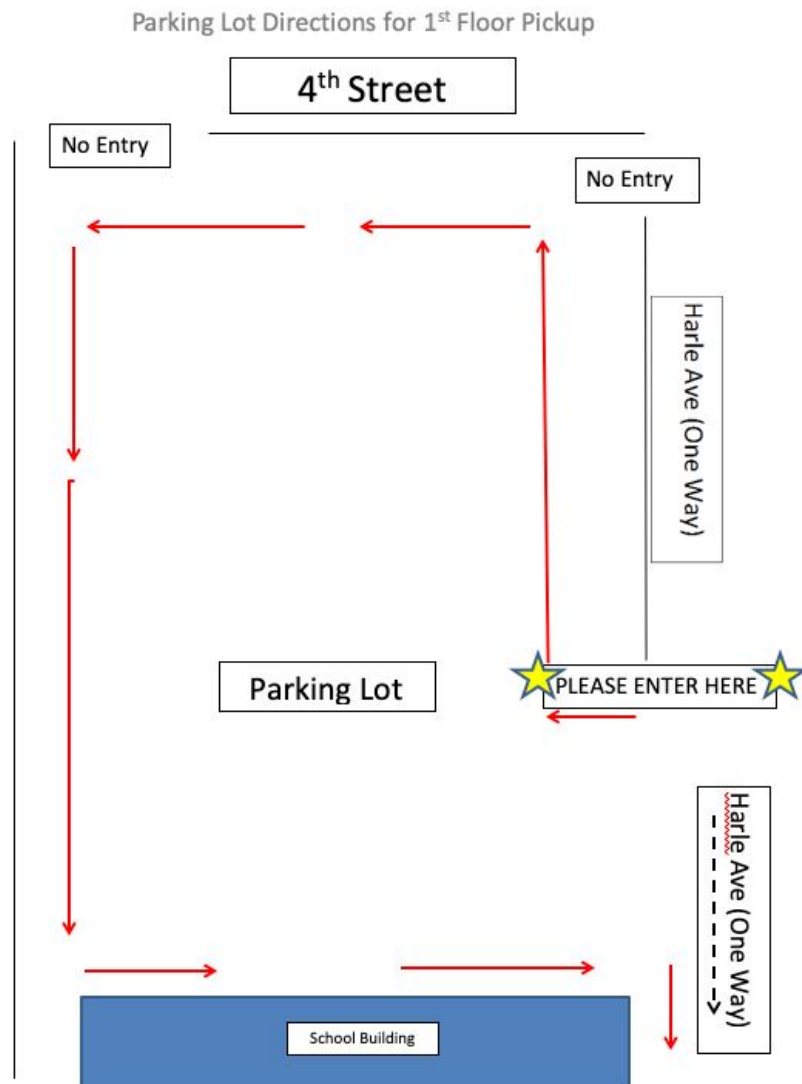 Parking Lot Directions for 1st Floor Pickup
4th Street
No Entry
No Entry
Harle Ave (One Way)
Parking Lot
PLEASE ENTER HERE
Harle Ave (One Way)
School Building